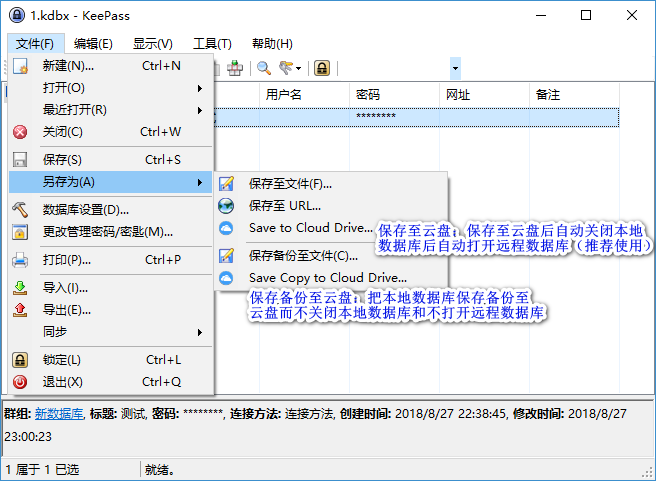 1.kdbx - KeePass
文件(F) 编辑(E) 显示(V) 工具(T) 帮助(H)
新建(N)... Ctrl+N
打开(O)
最近打开(R)
关闭(C) Ctrl+W
保存(S) Ctrl+S
另存为(A)
数据库设置(D)...
更改管理密码/密匙(M)...
打印(P)... Ctrl+P
导入(I)...
导出(E)...
同步
锁定(L) Ctrl+L
退出(X) Ctrl+Q
用户名 密码 网址 备注
********
保存至文件(F)...
保存至 URL...
Save to Cloud Drive...
保存备份至文件(C)...
Save Copy to Cloud Drive...
保存至云盘：保存至云盘后自动关闭本地
数据库后自动打开远程数据库（推荐使用）
保存备份至云盘：把本地数据库保存备份至
云盘而不关闭本地数据库和不打开远程数据库
群组: 新数据库, 标题: 测试, 密码: ********, 连接方法: 连接方法, 创建时间: 2018/8/27 22:38:45, 修改时间: 2018/8/27
23:00:23
1 属于 1 已选 就绪。